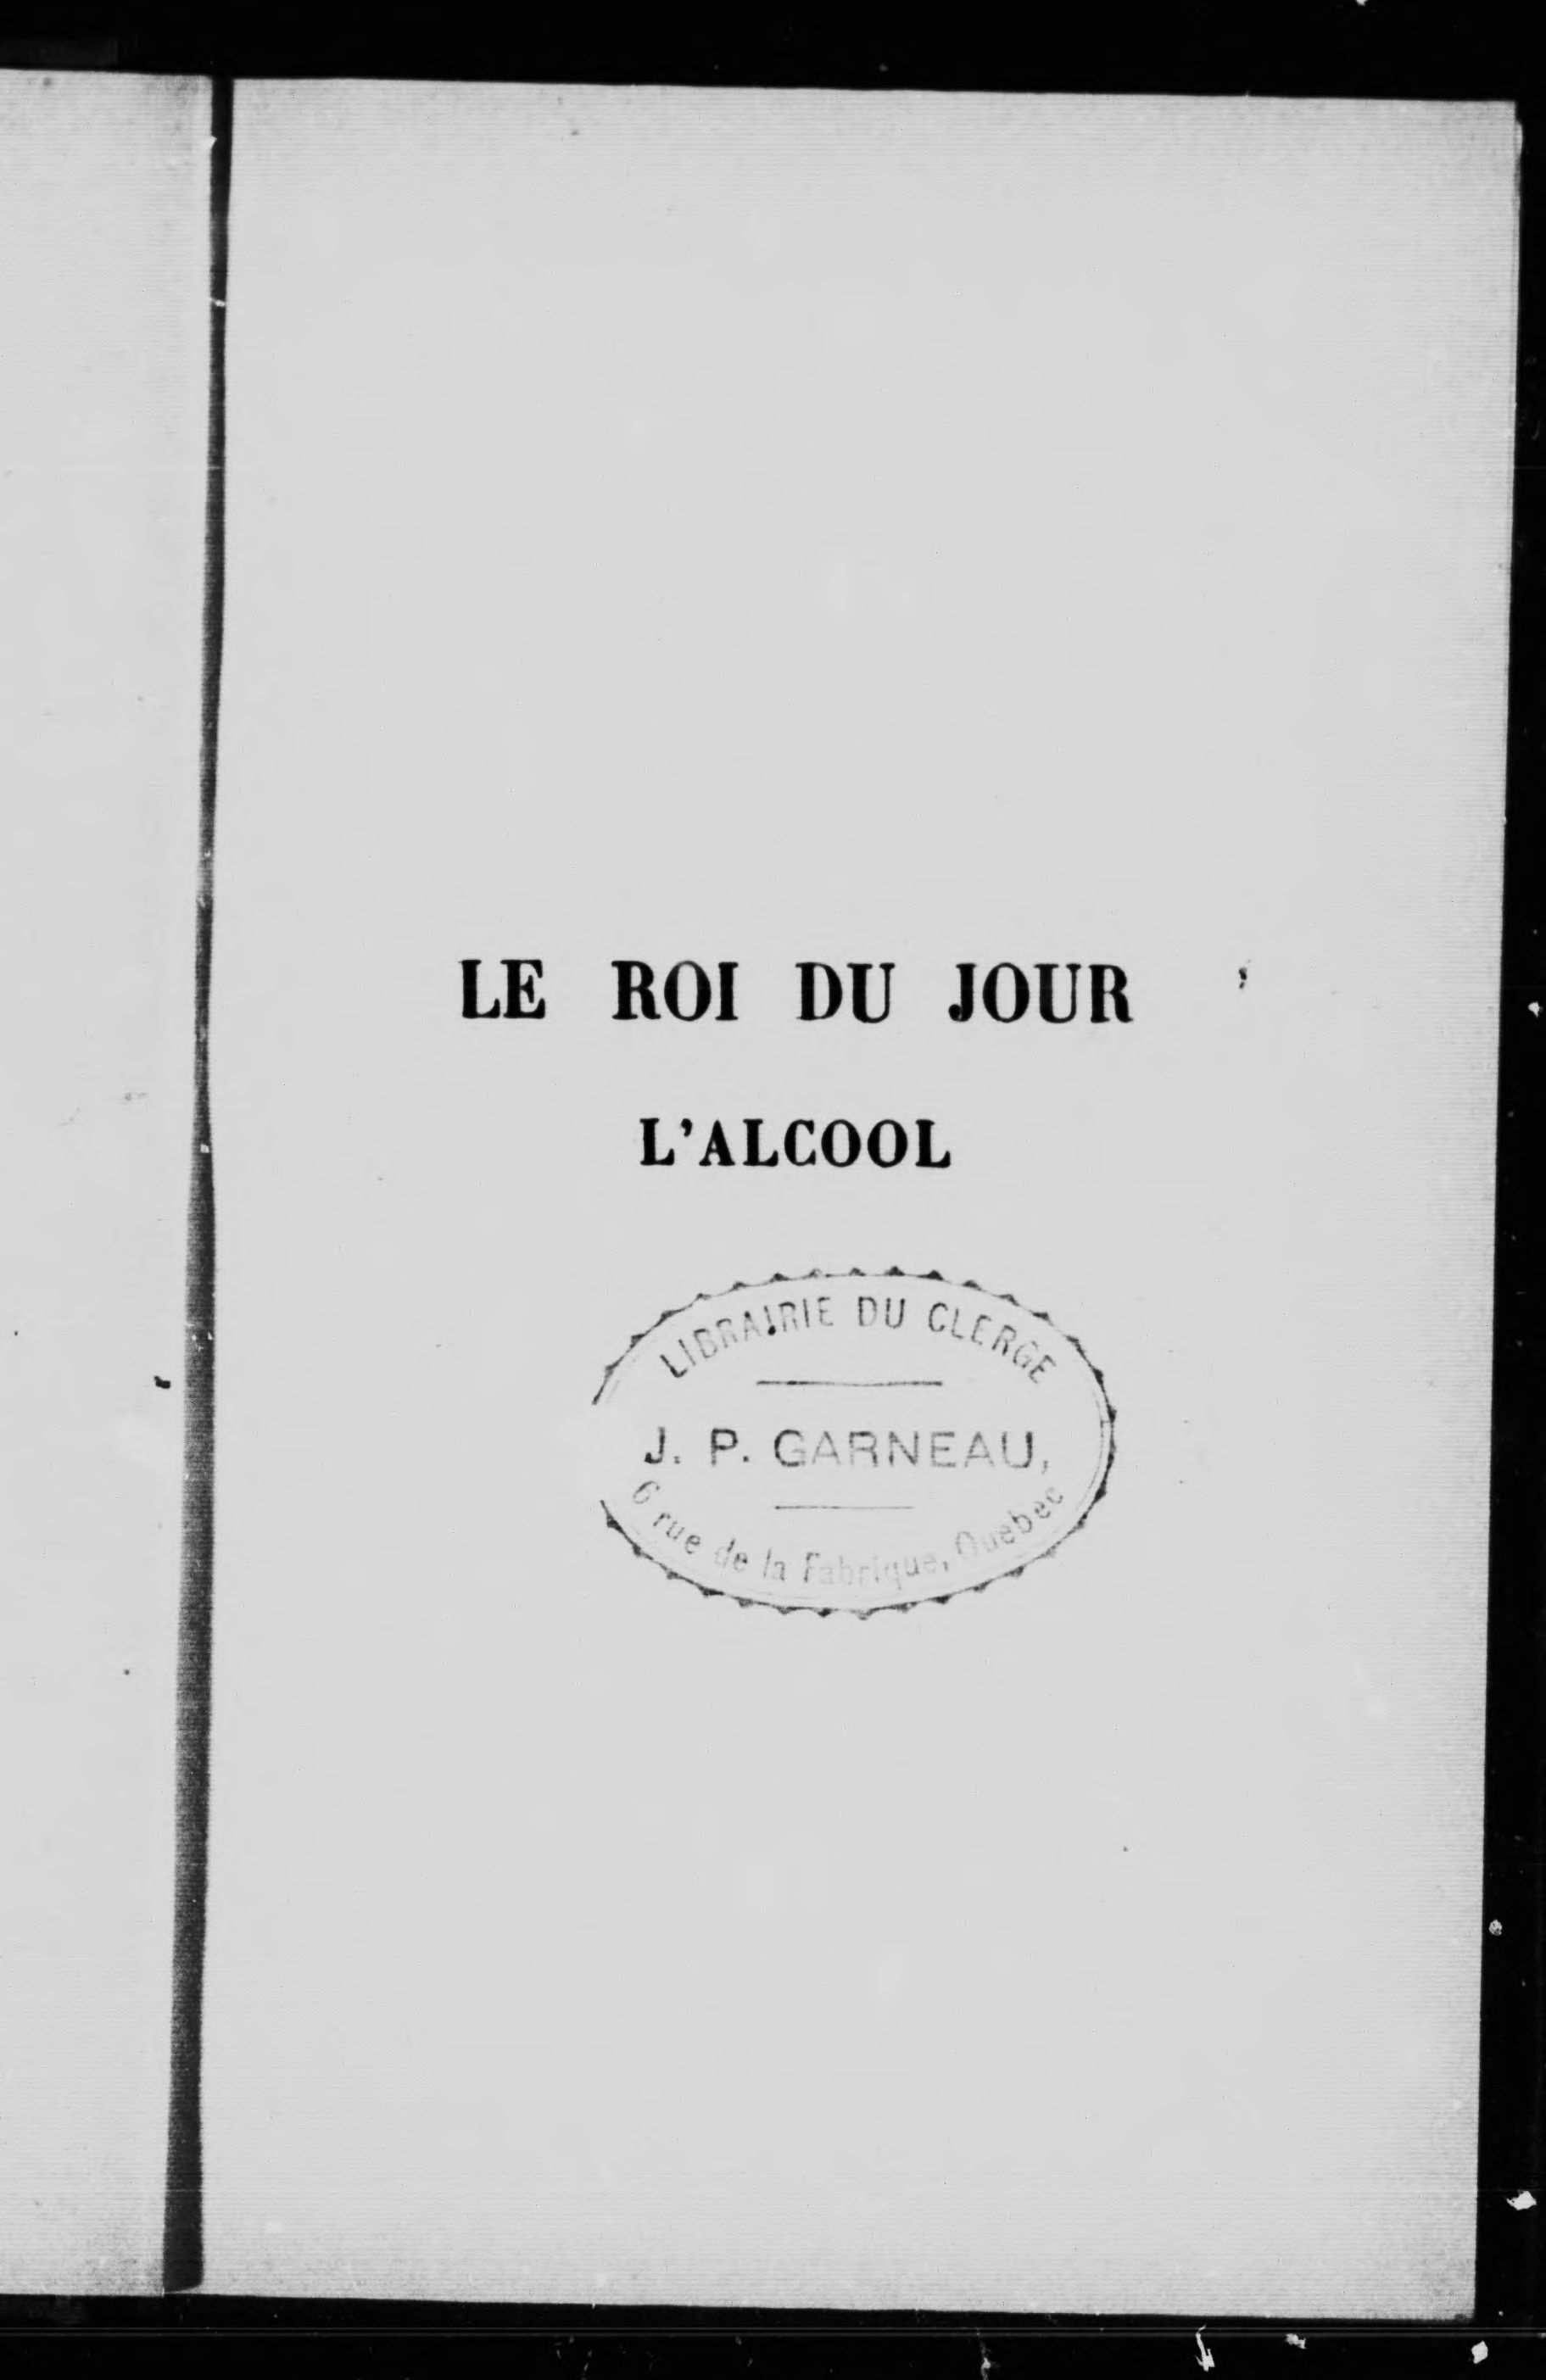 LE ROI DU JOUR
L'ALCOOL
LIBRAIRIE DU CLERGE
J. P. GARNEAU,
6 rue de la Fabrique, Quebec